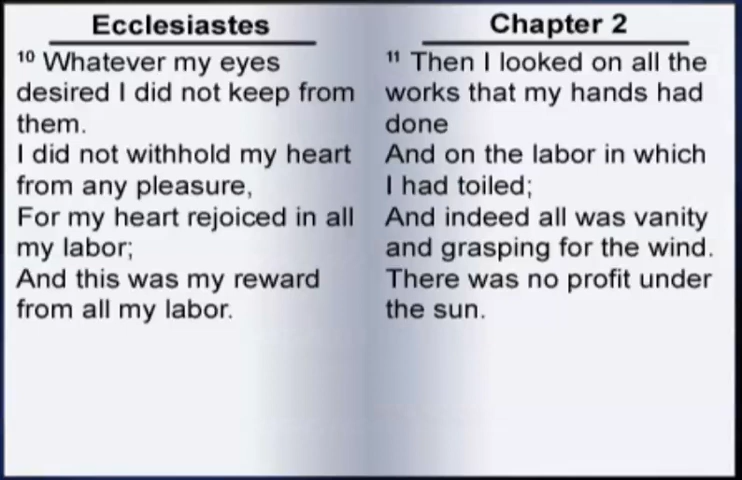 Ecclesiastes
¹⁰ Whatever my eyes
desired I did not keep from
them.
I did not withhold my heart
from any pleasure,
For my heart rejoiced in all
my labor;
And this was my reward
from all my labor.
Chapter 2
¹¹ Then I looked on all the
works that my hands had
done
And on the labor in which
I had toiled;
And indeed all was vanity
and grasping for the wind.
There was no profit under
the sun.